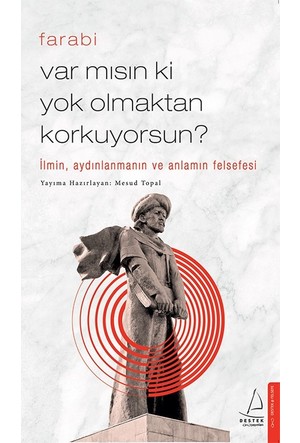 farabi
var mısın ki
yok olmaktan
korkuyorsun?
İlmin, aydınlanmanın ve anlamın felsefesi
Yayıma Hazırlayan: Mesud Topal
DESTEK